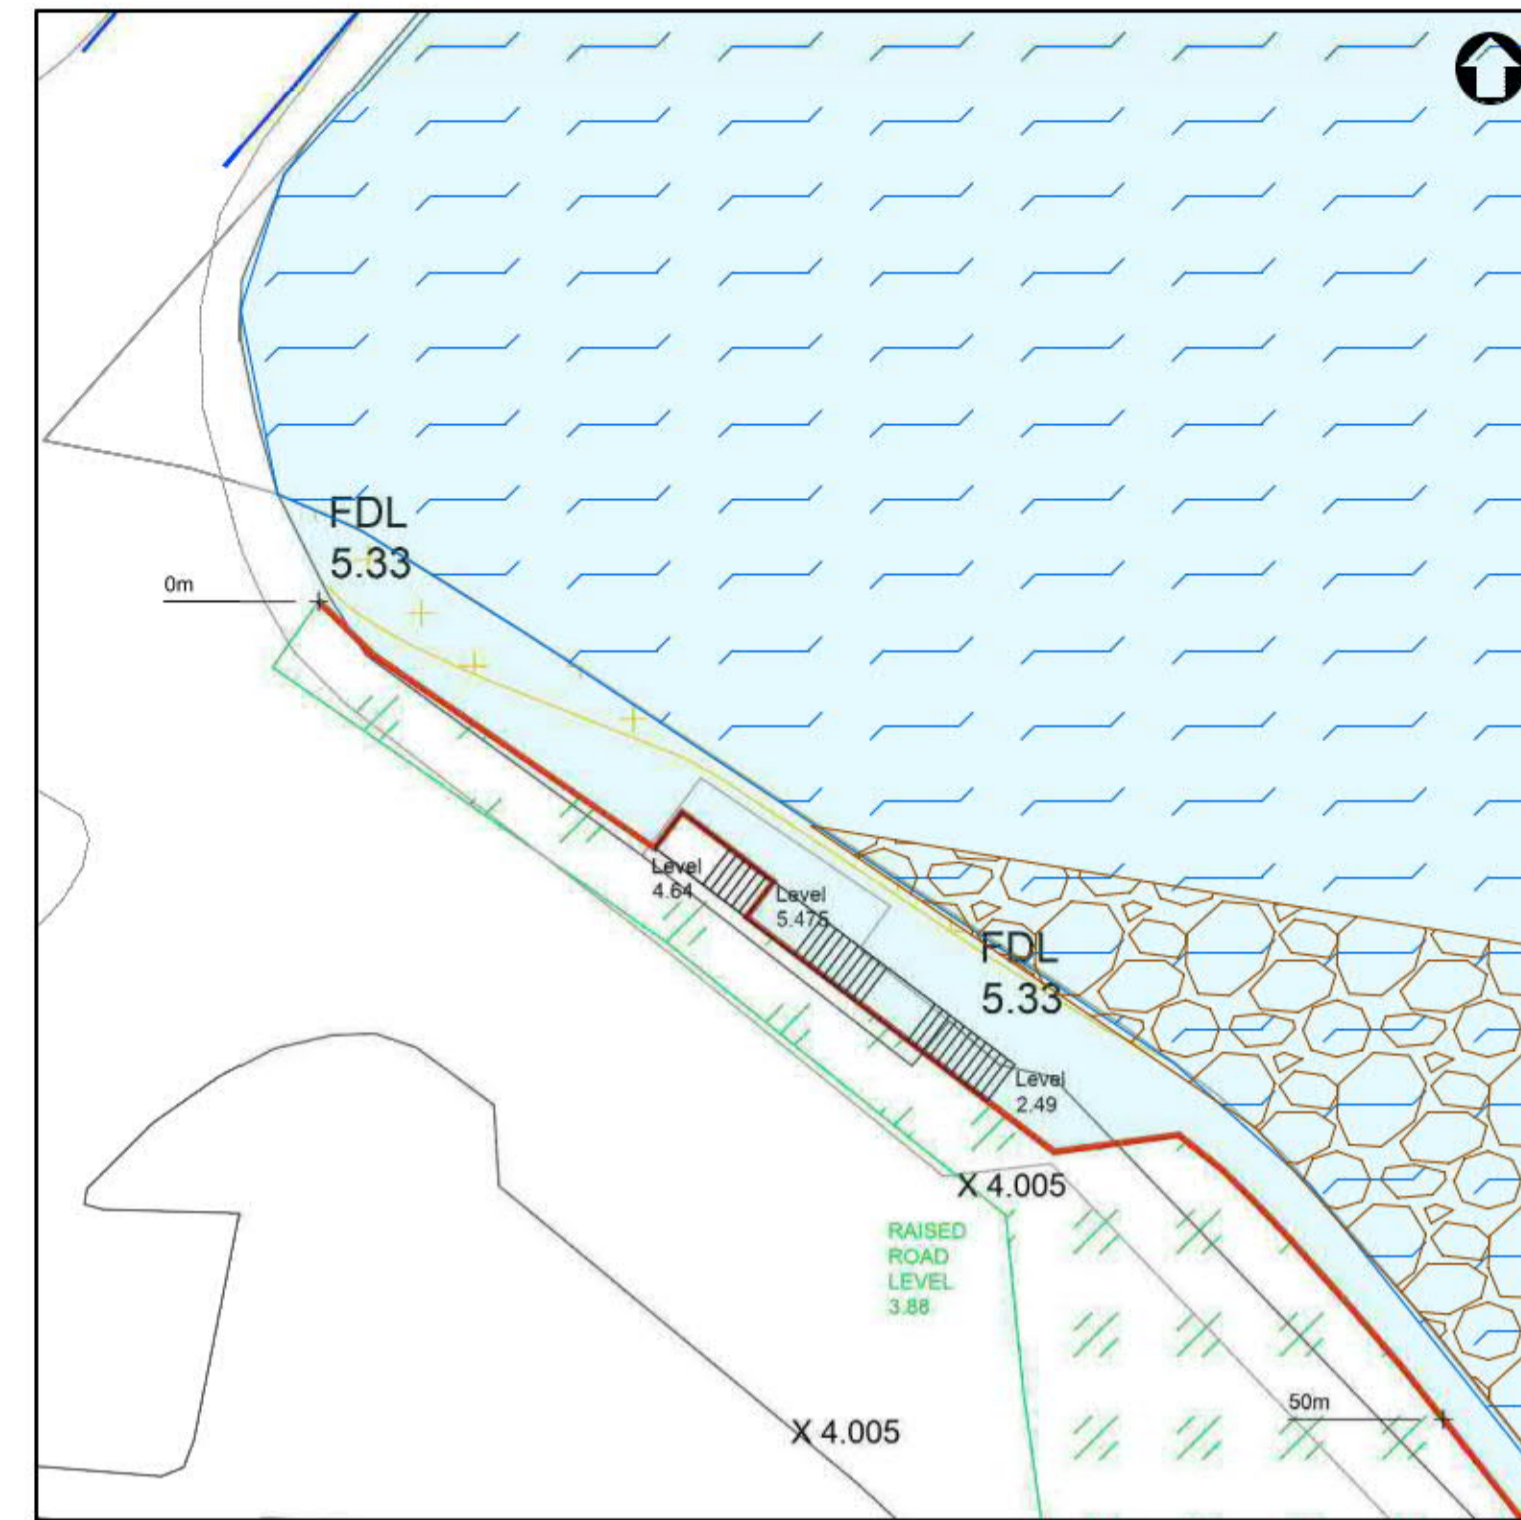 FDL
5.33
0m
Level
4.64
Level
5.475
FDL
5.33
Level
2.49
X 4.005
RAISED
ROAD
LEVEL
3.88
50m
X 4.005